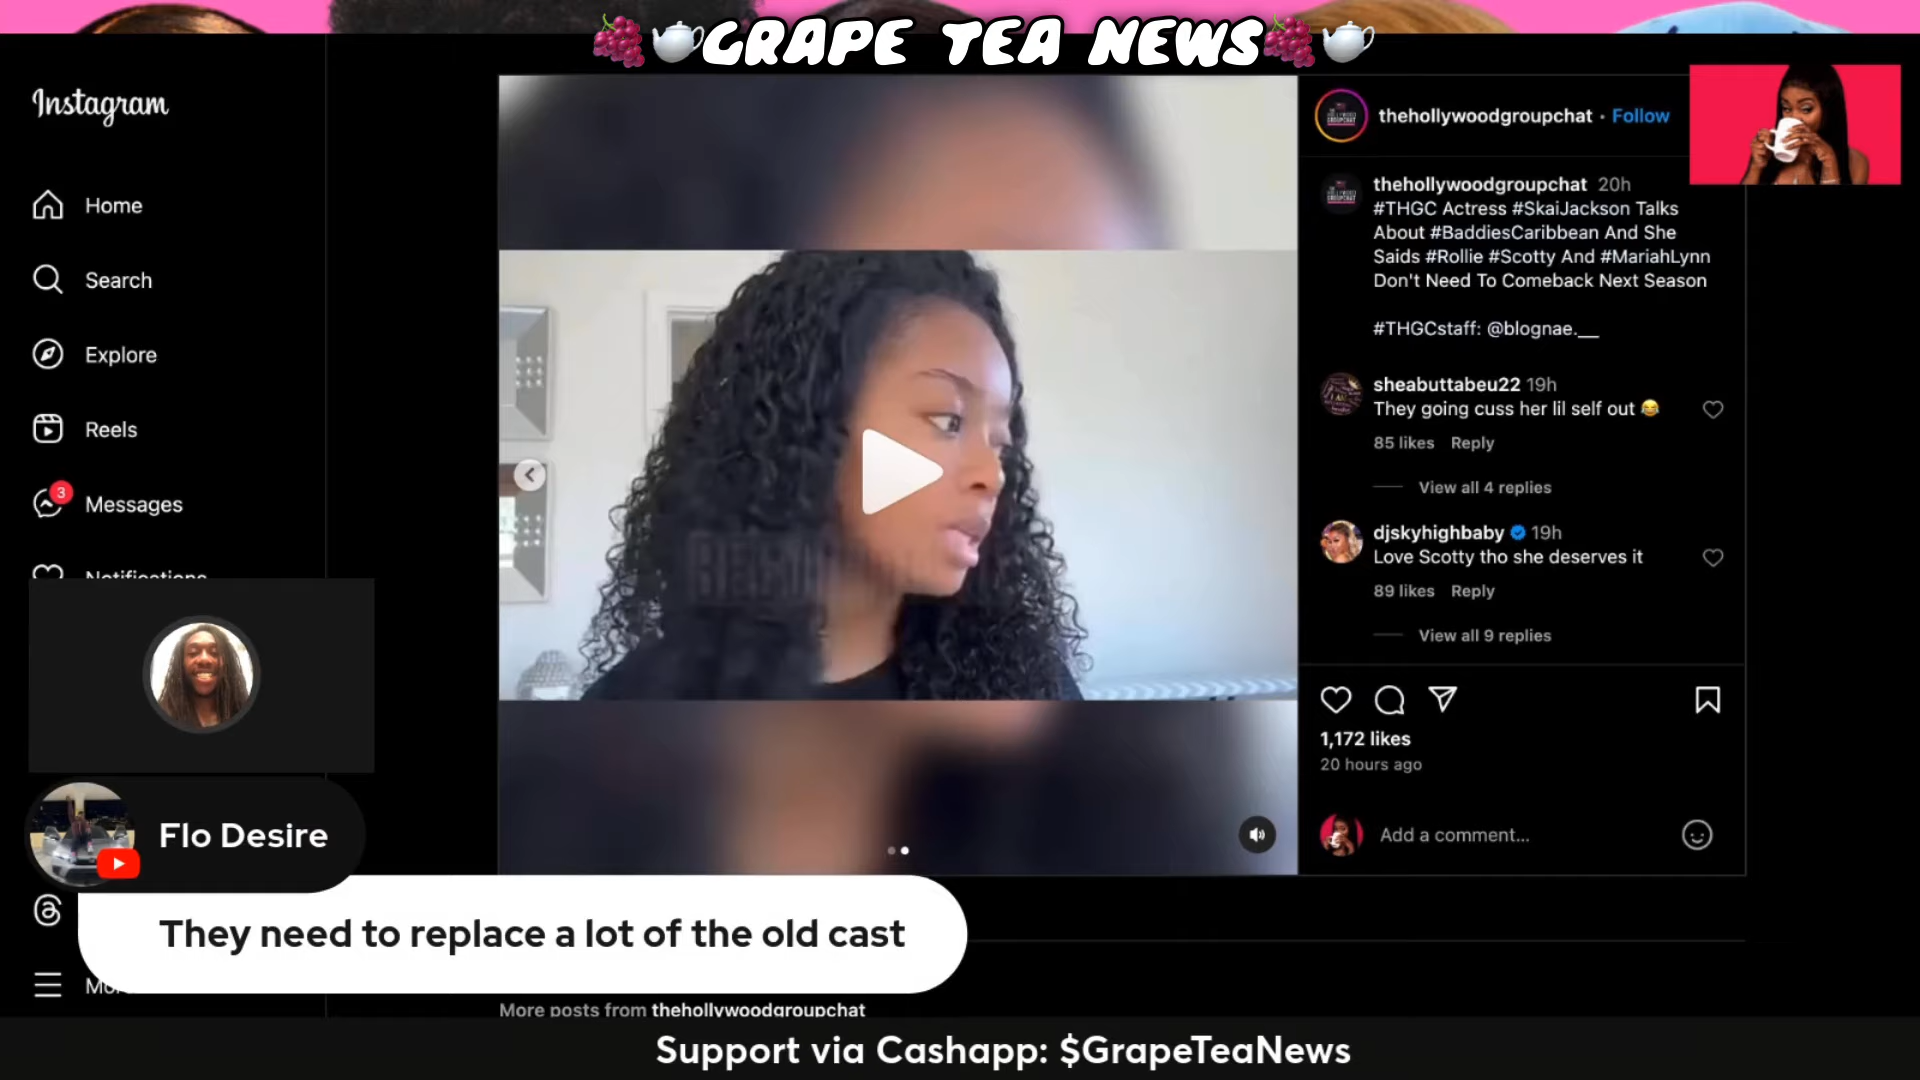 GRAPE TEA NEWS
Instagram
Home
Search
Explore
Reels
3
Messages
Notifications
thehollywoodgroupchat • Follow
thehollywoodgroupchat 20h
#THGC Actress #SkaiJackson Talks
About #BaddiesCaribbean And She
Saids #Rollie #Scotty And #MariahLynn
Don't Need To Comeback Next Season
#THGCstaff: @blognae.__
sheabuttabeu22 19h
They going cuss her lil self out 😂
85 likes Reply
View all 4 replies
djskyhighbaby 19h
Love Scotty tho she deserves it
89 likes Reply
View all 9 replies
1,172 likes
20 hours ago
Add a comment...
Flo Desire
They need to replace a lot of the old cast
More posts from thehollywoodgroupchat
Support via Cashapp: $GrapeTeaNews